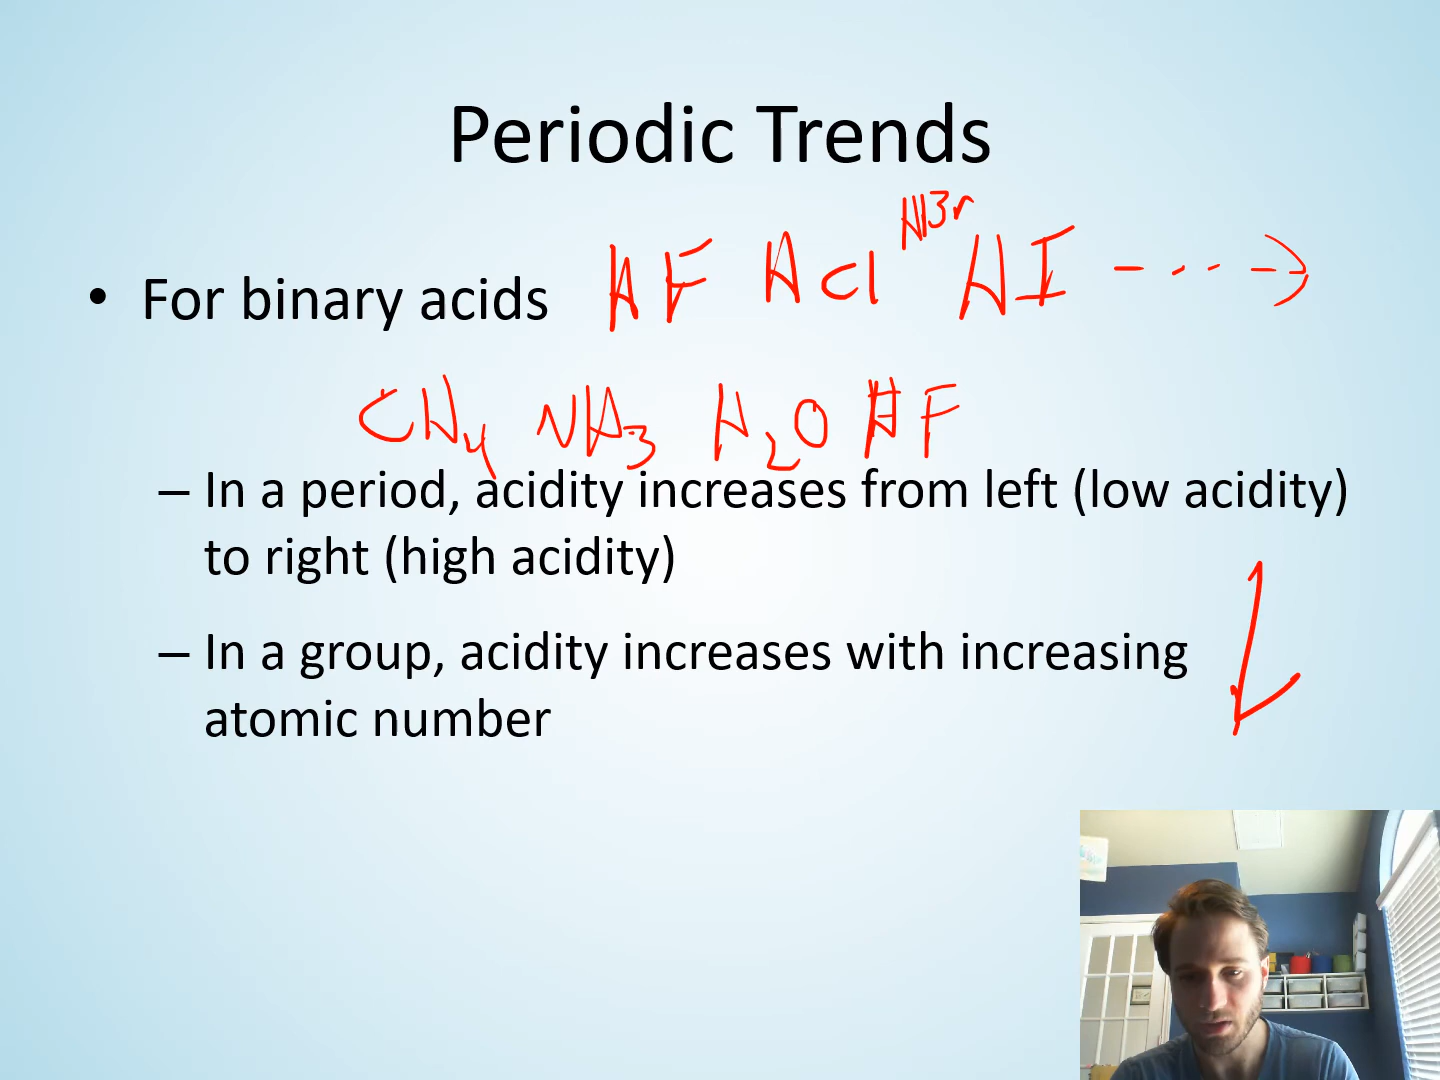 Periodic Trends
• For binary acids HF HCl HBr HI ---->
CH4 NH3 H2O HF
– In a period, acidity increases from left (low acidity)
to right (high acidity)
– In a group, acidity increases with increasing
atomic number